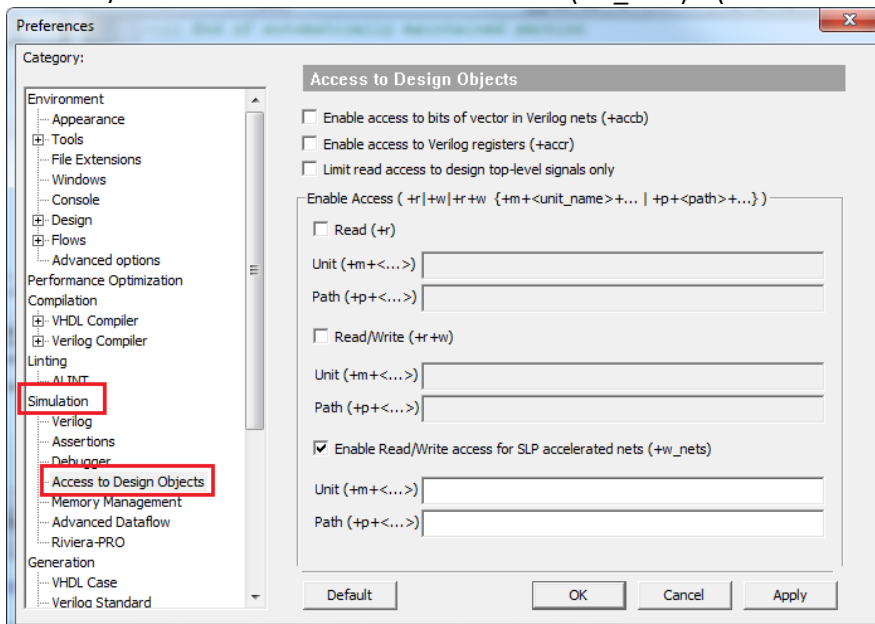 Preferences
Category:
Environment
Appearance
Tools
File Extensions
Windows
Console
Design
Flows
Advanced options
Performance Optimization
Compilation
VHDL Compiler
Verilog Compiler
Linting
ALINT
Simulation
Verilog
Assertions
Debugger
Access to Design Objects
Memory Management
Advanced Dataflow
Riviera-PRO
Generation
VHDL Case
Verilog Standard
Access to Design Objects
Enable access to bits of vector in Verilog nets (+accb)
Enable access to Verilog registers (+accr)
Limit read access to design top-level signals only
Enable Access ( +r|+w|+r+w {+m+<unit_name>+... | +p+<path>+...} )
Read (+r)
Unit (+m+<...>)
Path (+p+<...>)
Read/Write (+r+w)
Unit (+m+<...>)
Path (+p+<...>)
Enable Read/Write access for SLP accelerated nets (+w_nets)
Unit (+m+<...>)
Path (+p+<...>)
Default
OK
Cancel
Apply